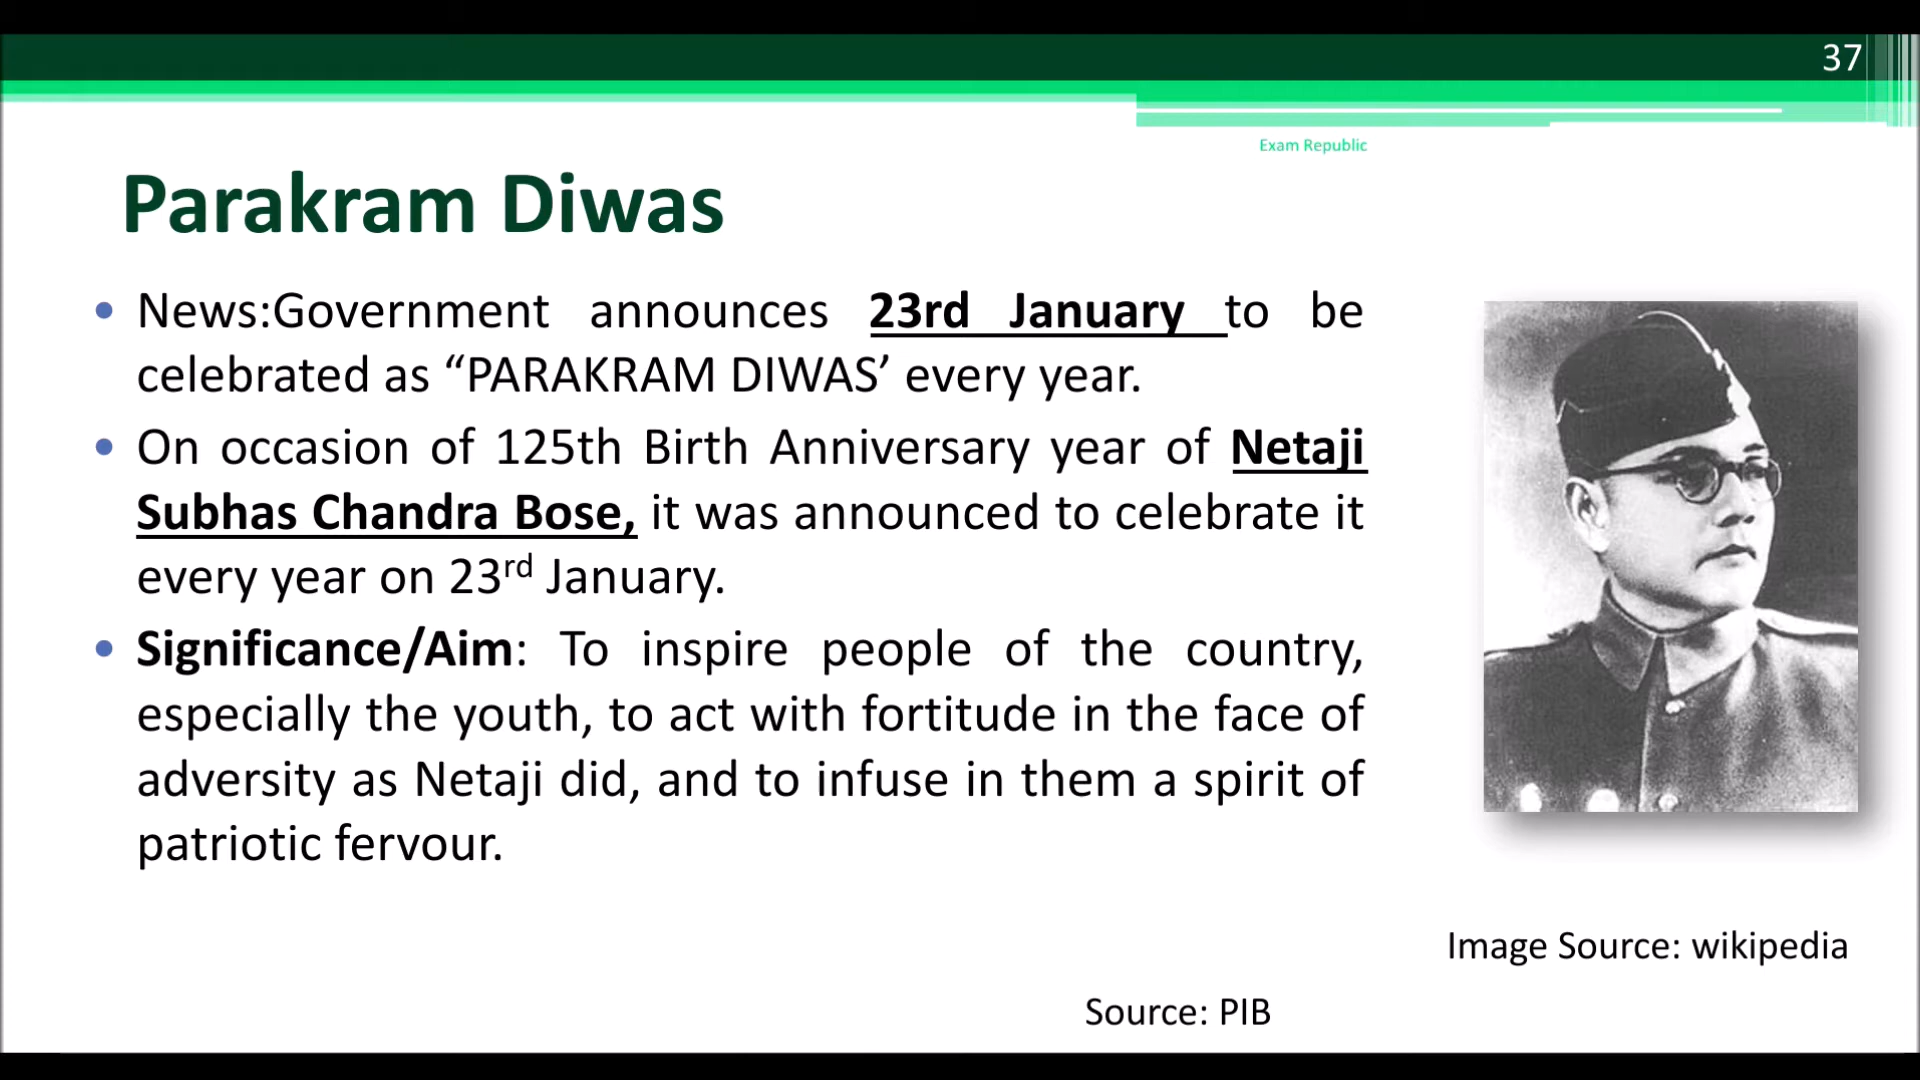 37
Exam Republic
Parakram Diwas
• News:Government announces 23rd January to be
celebrated as “PARAKRAM DIWAS’ every year.
• On occasion of 125th Birth Anniversary year of Netaji
Subhas Chandra Bose, it was announced to celebrate it
every year on 23rd January.
• Significance/Aim: To inspire people of the country,
especially the youth, to act with fortitude in the face of
adversity as Netaji did, and to infuse in them a spirit of
patriotic fervour.
Image Source: wikipedia
Source: PIB